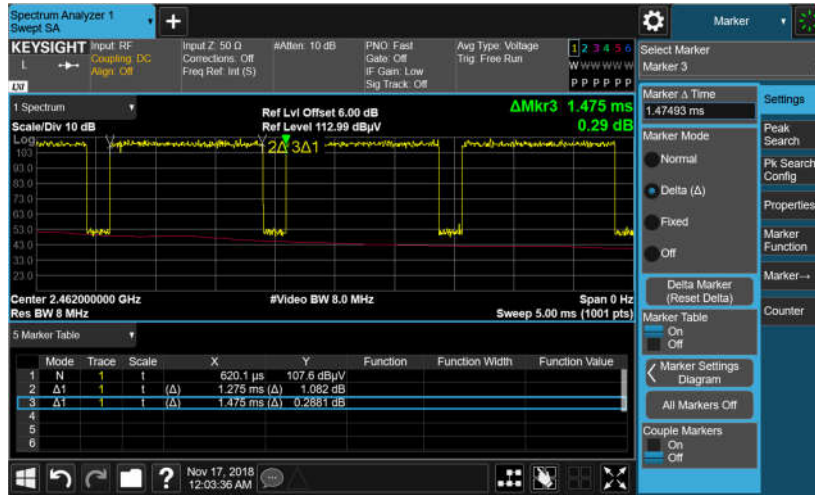 Spectrum Analyzer 1
Swept SA
Marker
KEYSIGHT
L
LXI
Input: RF
Coupling: DC
Align: Off
Input Z: 50 Ω
Corrections: Off
Freq Ref: Int (S)
#Atten: 10 dB
PNO: Fast
Gate: Off
IF Gain: Low
Sig Track: Off
Avg Type: Voltage
Trig: Free Run
1 2 3 4 5 6
W W W W W W
P P P P P P
Select Marker
Marker 3
1 Spectrum
Scale/Div 10 dB
Ref Lvl Offset 6.00 dB
Ref Level 112.99 dBµV
ΔMkr3 1.475 ms
0.29 dB
Log
103
93.0
83.0
73.0
63.0
53.0
43.0
33.0
23.0
2Δ 3Δ1
Center 2.462000000 GHz
Res BW 8 MHz
#Video BW 8.0 MHz
Span 0 Hz
Sweep 5.00 ms (1001 pts)
5 Marker Table
Mode Trace Scale X Y Function Function Width Function Value
1 N 1 t 620.1 µs 107.6 dBµV
2 Δ1 1 t (Δ) 1.275 ms (Δ) 1.082 dB
3 Δ1 1 t (Δ) 1.475 ms (Δ) 0.2881 dB
4
5
6
Marker Δ Time
1.47493 ms
Marker Mode
Normal
Delta (Δ)
Fixed
Off
Delta Marker
(Reset Delta)
Marker Table
On
Off
Marker Settings
Diagram
All Markers Off
Couple Markers
On
Off
Settings
Peak
Search
Pk Search
Config
Properties
Marker
Function
Marker→
Counter
?
Nov 17, 2018
12:03:36 AM